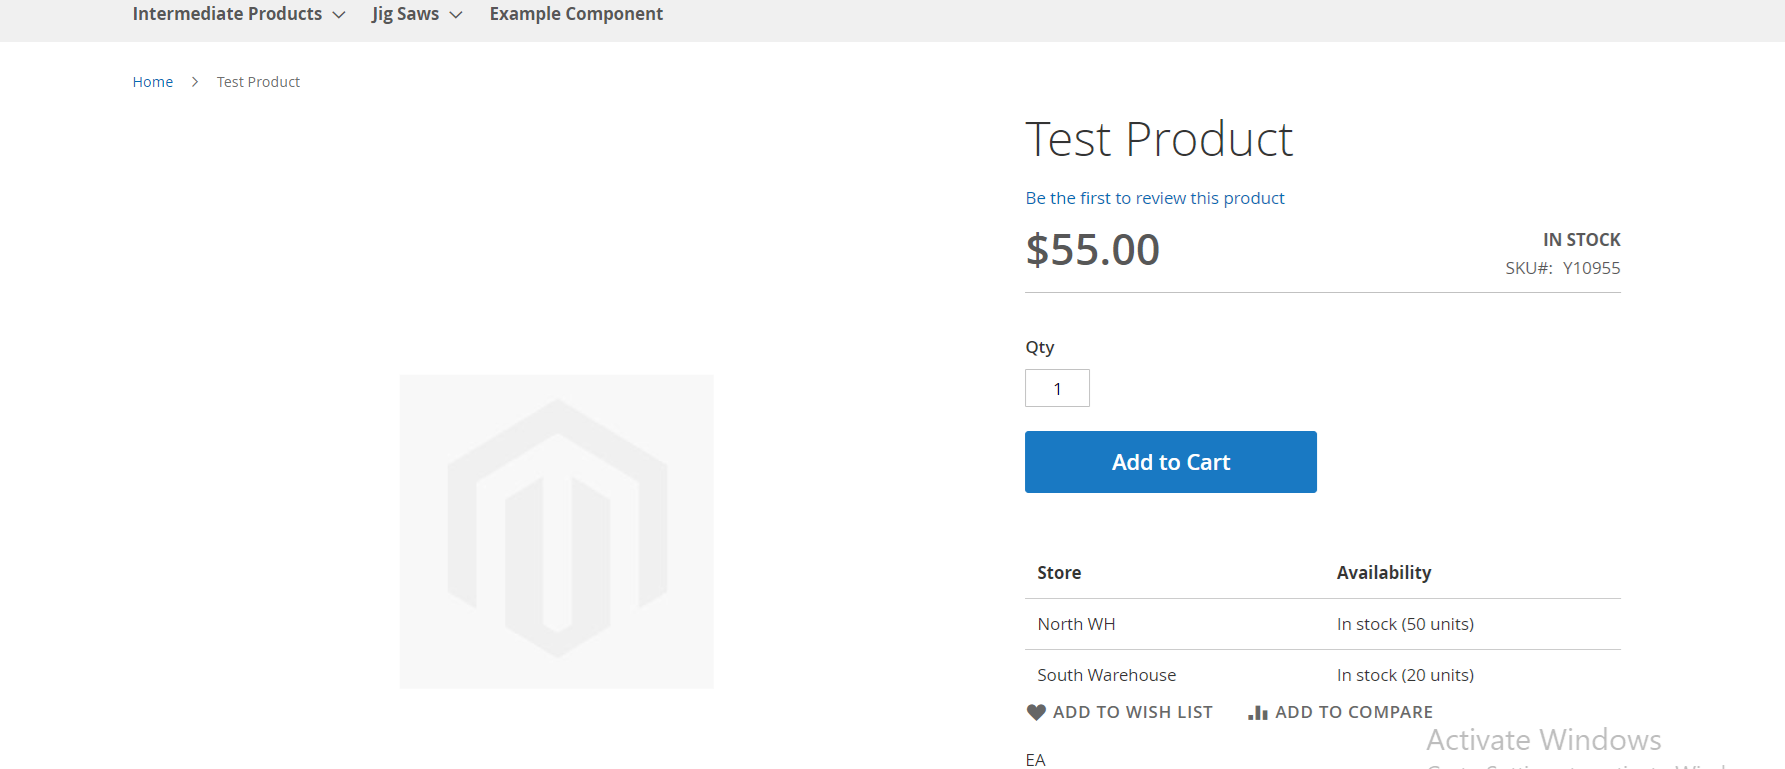 Intermediate Products Jig Saws Example Component
Home Test Product
Test Product
Be the first to review this product
$55.00
IN STOCK
SKU#: Y10955
Qty
1
Add to Cart
Store Availability
North WH In stock (50 units)
South Warehouse In stock (20 units)
ADD TO WISH LIST ADD TO COMPARE
Activate Windows
EA